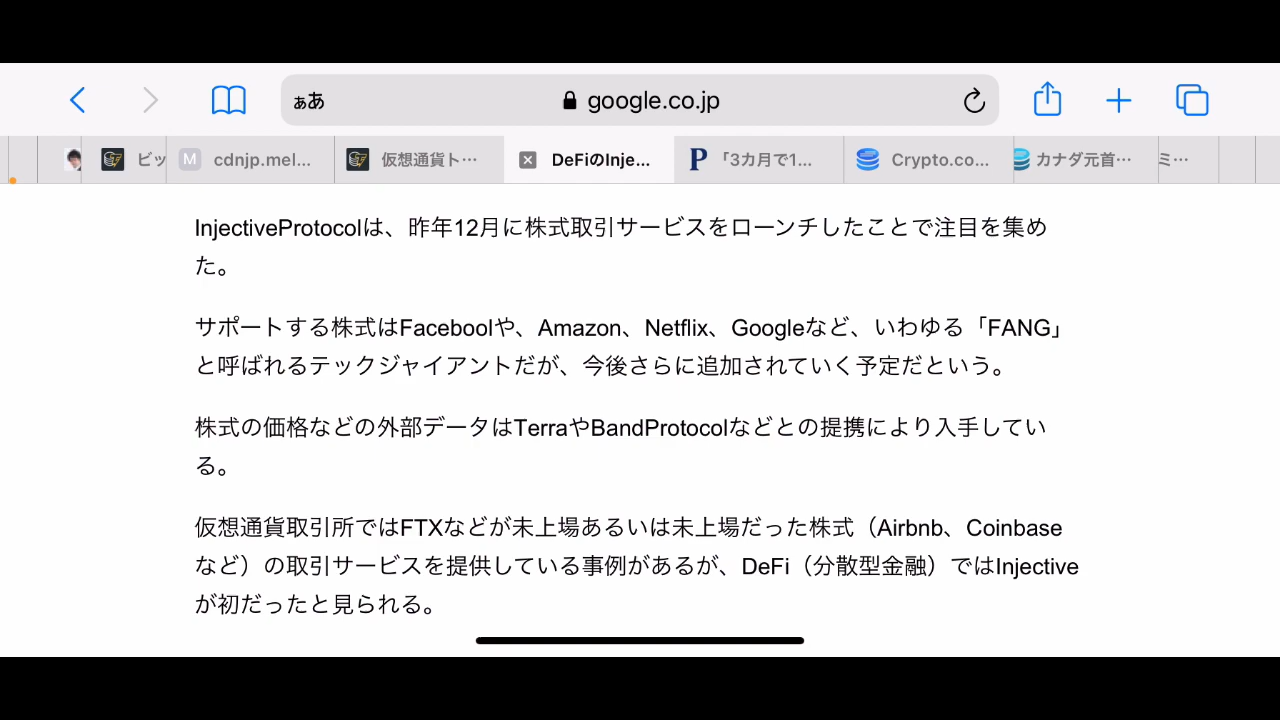 ぁあ
google.co.jp
ビッ
M
cdnjp.mel...
仮想通貨ト…
DeFiのInje...
P
「3カ月で1...
Crypto.co...
カナダ元首…
ミ…
InjectiveProtocolは、昨年12月に株式取引サービスをローンチしたことで注目を集め
た。
サポートする株式はFaceboolや、Amazon、Netflix、Googleなど、いわゆる「FANG」
と呼ばれるテックジャイアントだが、今後さらに追加されていく予定だという。
株式の価格などの外部データはTerraやBandProtocolなどとの提携により入手してい
る。
仮想通貨取引所ではFTXなどが未上場あるいは未上場だった株式（Airbnb、Coinbase
など）の取引サービスを提供している事例があるが、DeFi（分散型金融）ではInjective
が初だったと見られる。